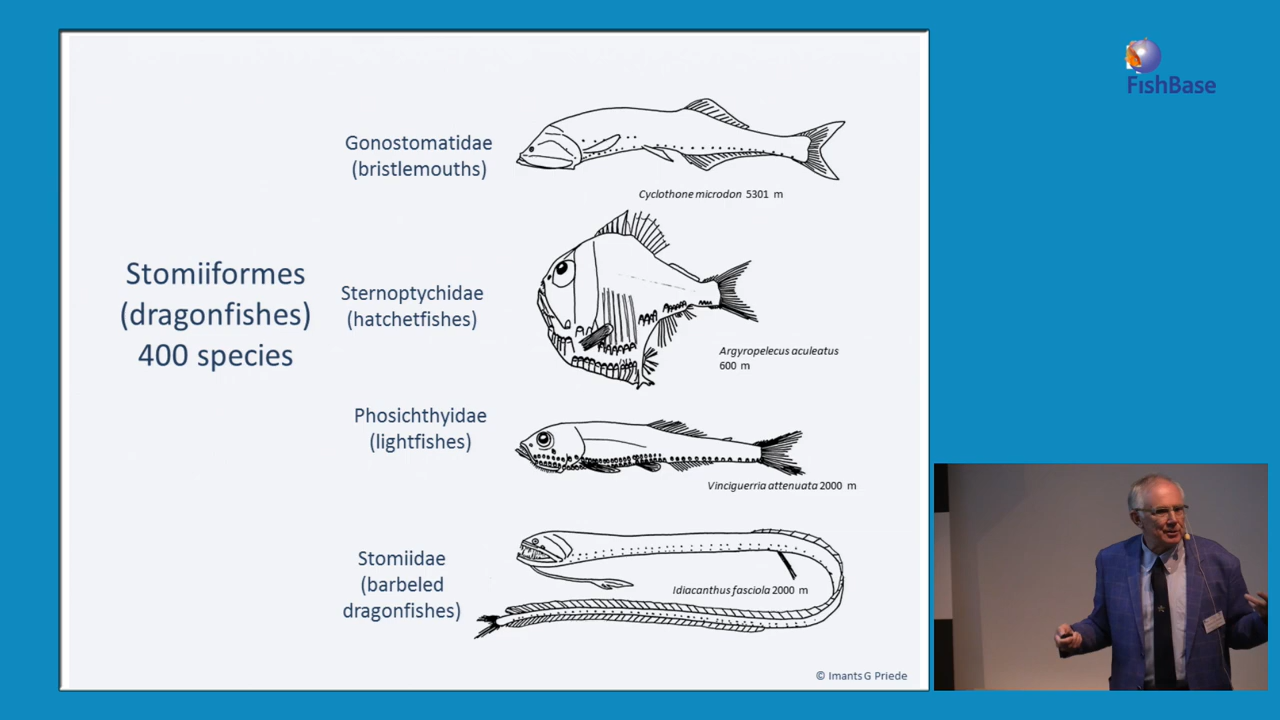 FishBase
Gonostomatidae
(bristlemouths)
Cyclothone microdon 5301 m
Stomiiformes
(dragonfishes)
400 species
Sternoptychidae
(hatchetfishes)
Argyropelecus aculeatus
600 m
Phosichthyidae
(lightfishes)
Vinciguerria attenuata 2000 m
Stomiidae
(barbeled
dragonfishes)
Idiacanthus fasciola 2000 m
© Imants G Priede